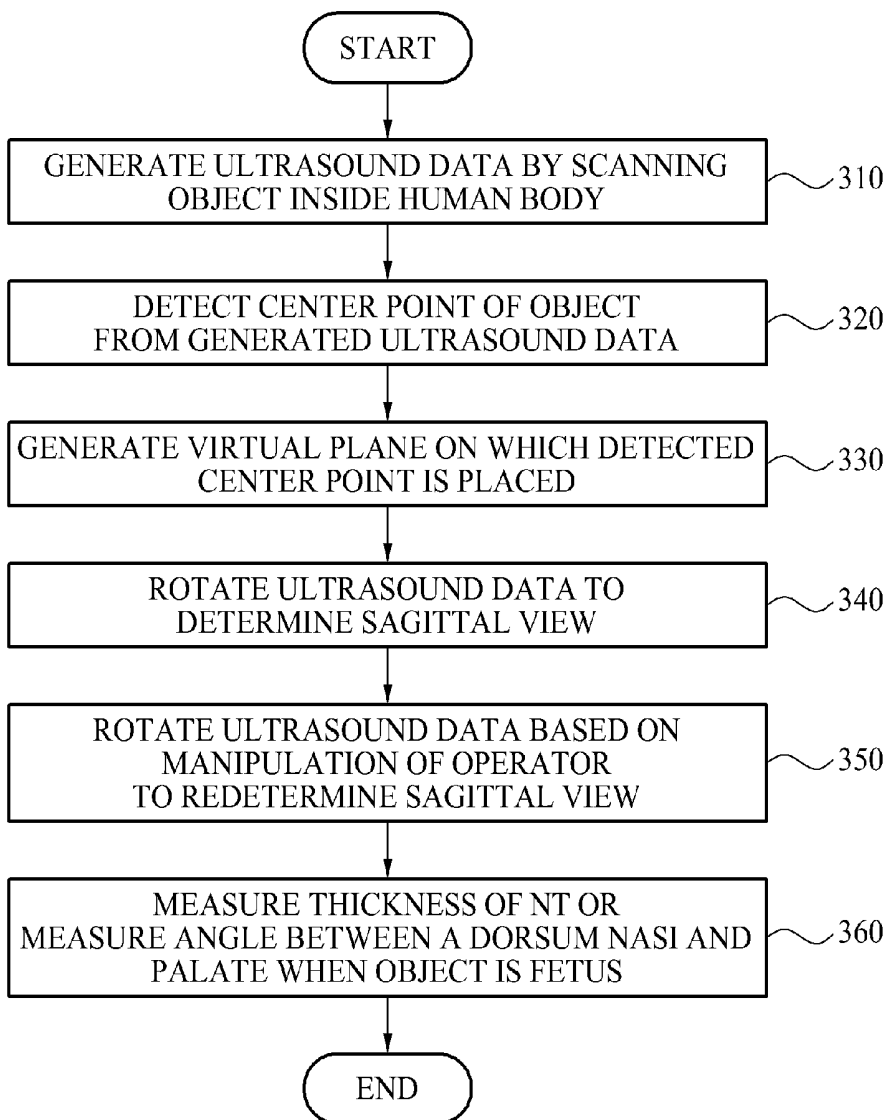 START
GENERATE ULTRASOUND DATA BY SCANNING
OBJECT INSIDE HUMAN BODY
310
DETECT CENTER POINT OF OBJECT
FROM GENERATED ULTRASOUND DATA
320
GENERATE VIRTUAL PLANE ON WHICH DETECTED
CENTER POINT IS PLACED
330
ROTATE ULTRASOUND DATA TO
DETERMINE SAGITTAL VIEW
340
ROTATE ULTRASOUND DATA BASED ON
MANIPULATION OF OPERATOR
TO REDETERMINE SAGITTAL VIEW
350
MEASURE THICKNESS OF NT OR
MEASURE ANGLE BETWEEN A DORSUM NASI AND
PALATE WHEN OBJECT IS FETUS
360
END